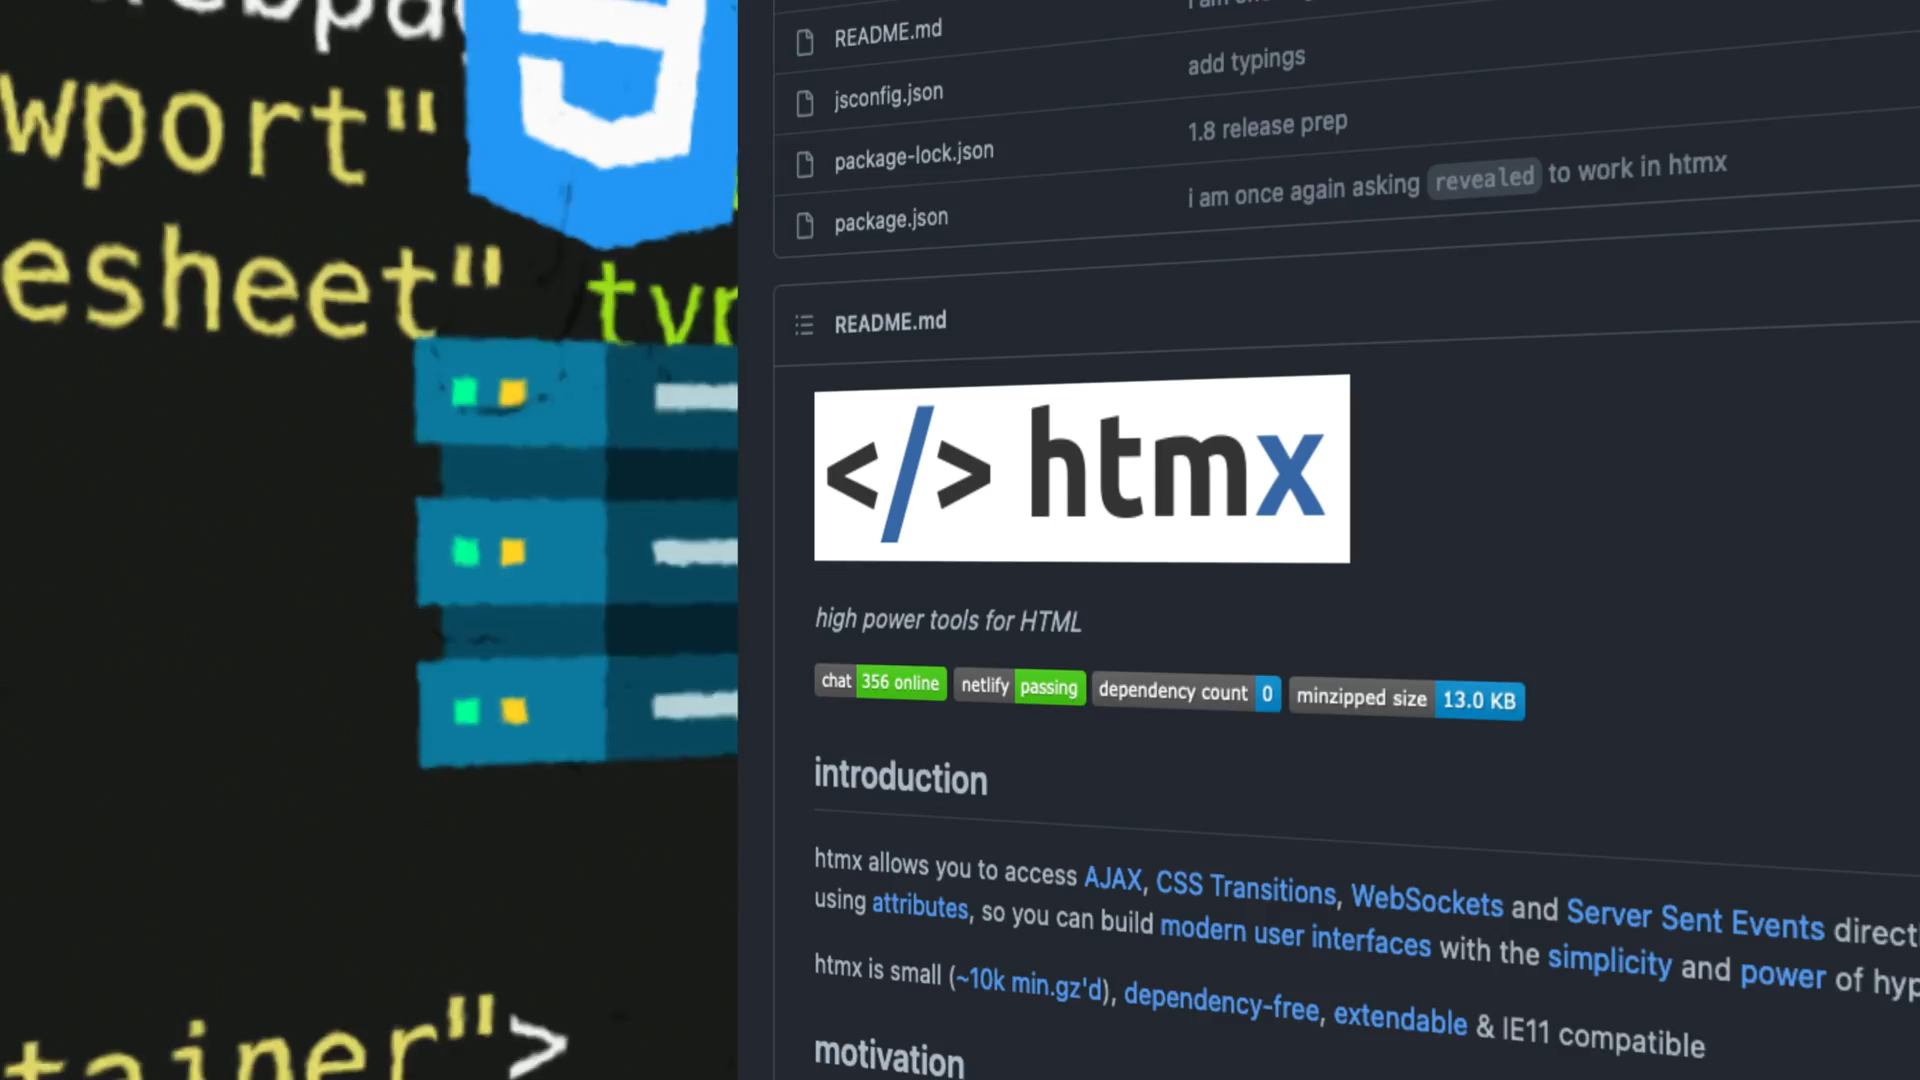 wport"
esheet"
tainer">
README.md
jsconfig.json
add typings
package-lock.json
1.8 release prep
package.json
i am once again asking revealed to work in htmx
README.md
</> htmx
high power tools for HTML
chat 356 online netlify passing dependency count 0 minzipped size 13.0 KB
introduction
htmx allows you to access AJAX, CSS Transitions, WebSockets and Server Sent Events
using attributes, so you can build modern user interfaces with the simplicity and power of
htmx is small (~10k min.gz'd), dependency-free, extendable & IE11 compatible
motivation